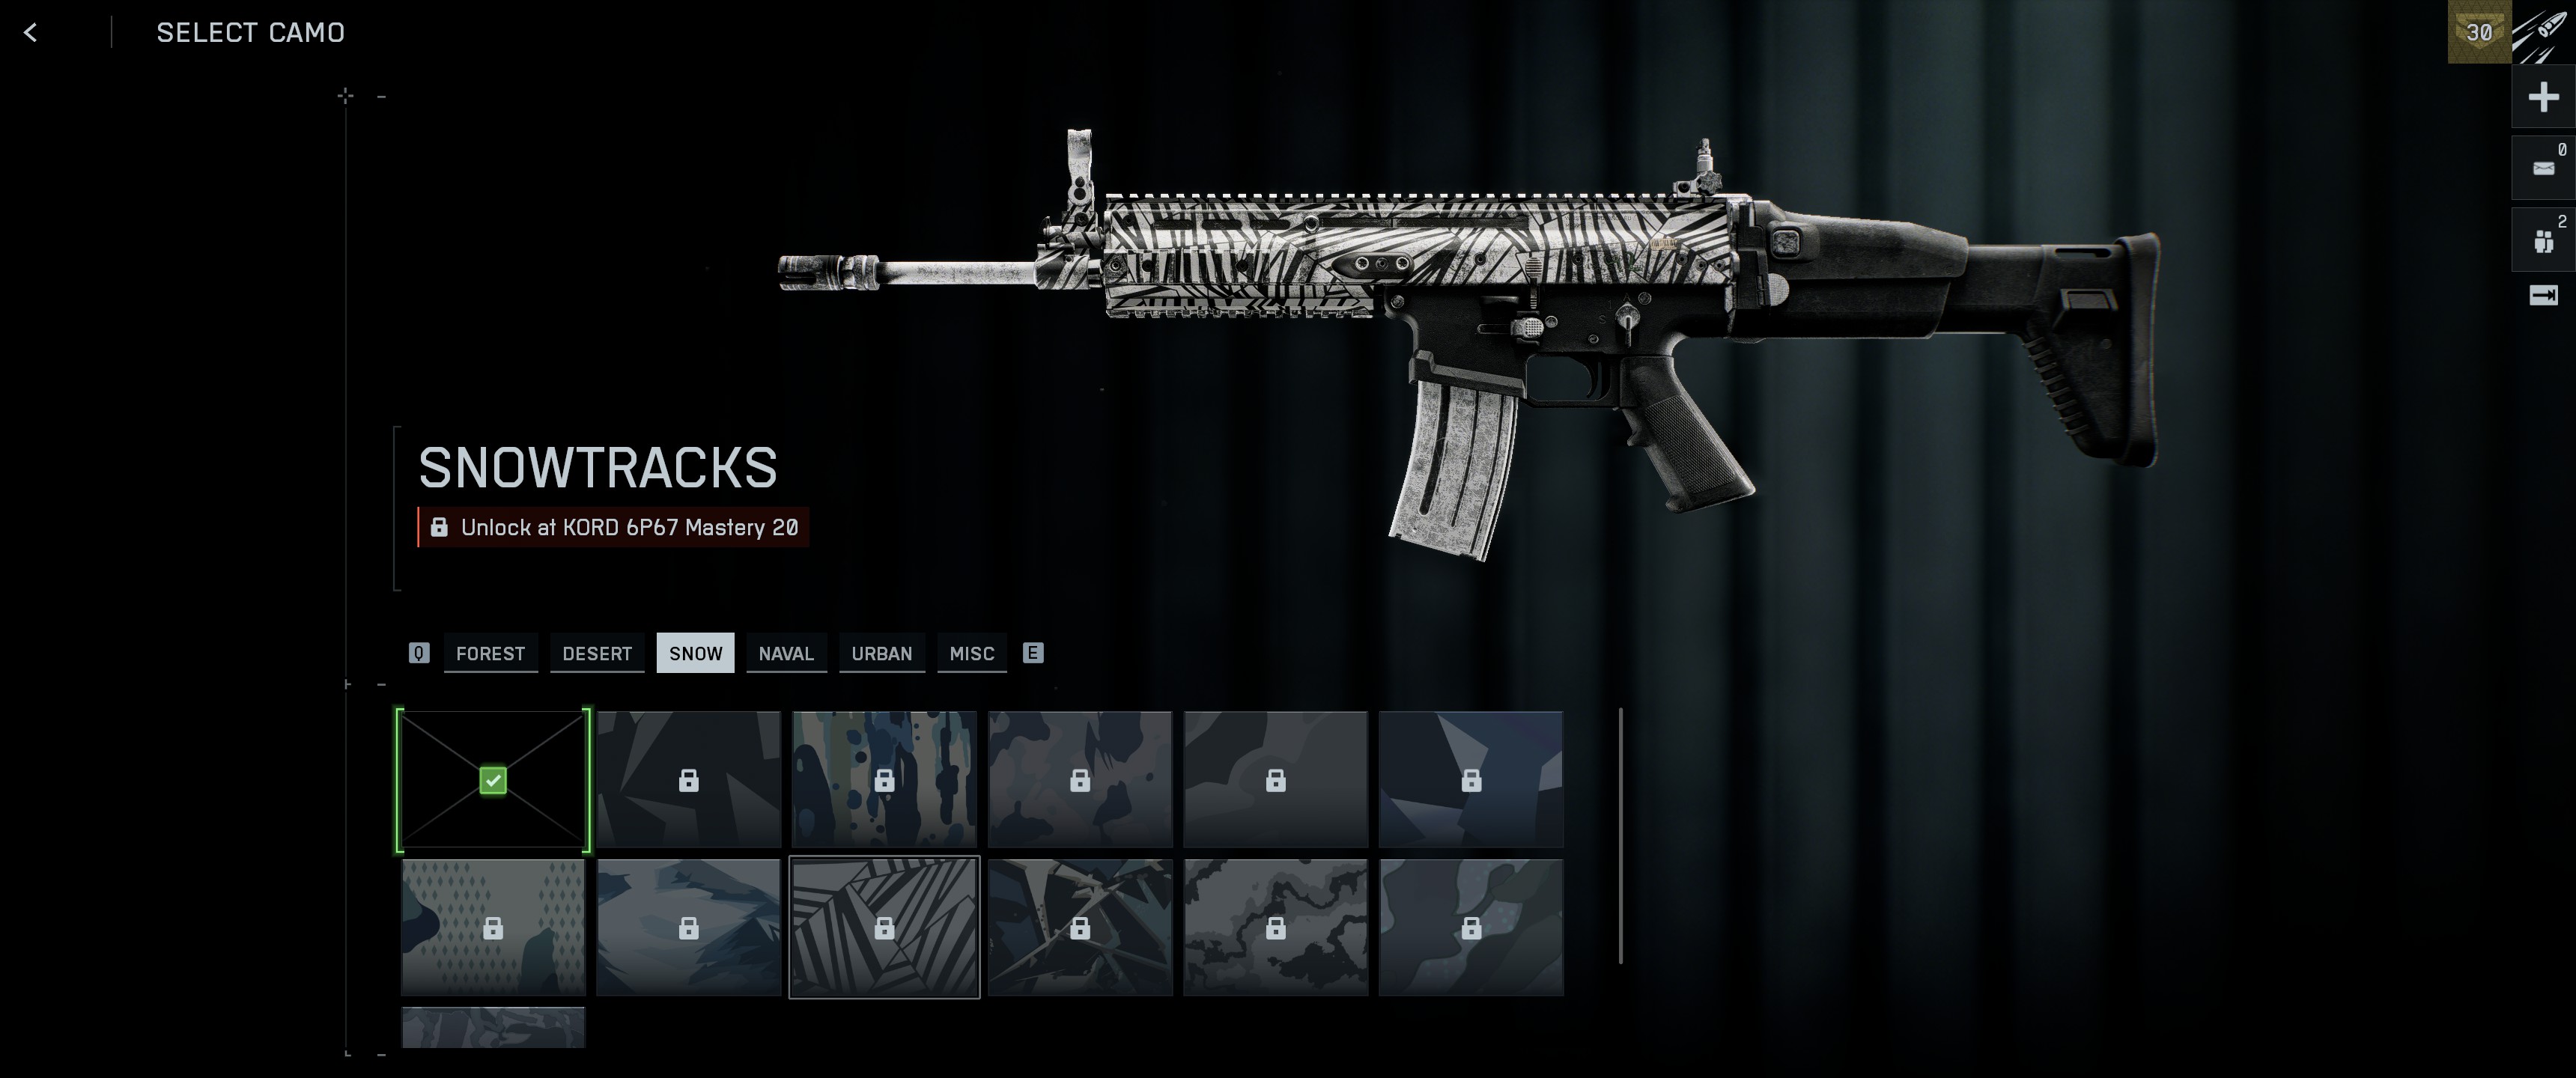 SELECT CAMO
30
0
2
SNOWTRACKS
Unlock at KORD 6P67 Mastery 20
Q FOREST DESERT SNOW NAVAL URBAN MISC E